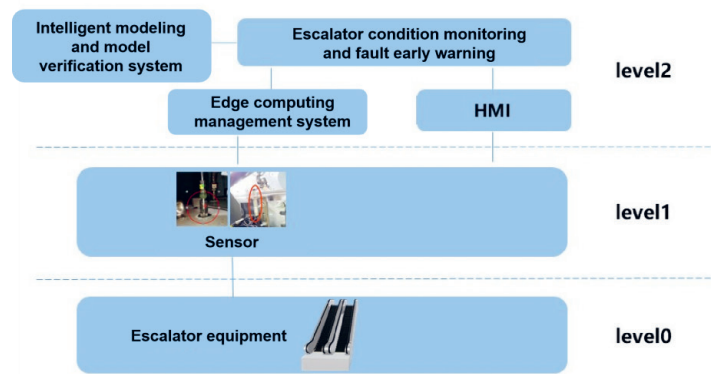 Intelligent modeling
and model
verification system
Escalator condition monitoring
and fault early warning
level2
Edge computing
management system
HMI
Sensor
level1
Escalator equipment
level0